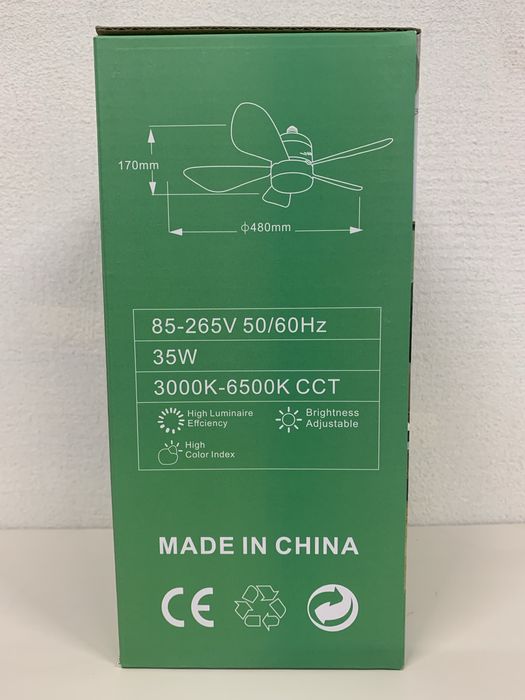 170mm
ϕ480mm
85-265V 50/60Hz
35W
3000K-6500K CCT
High Luminaire
Effciency
Brightness
Adjustable
High
Color Index
MADE IN CHINA
CE